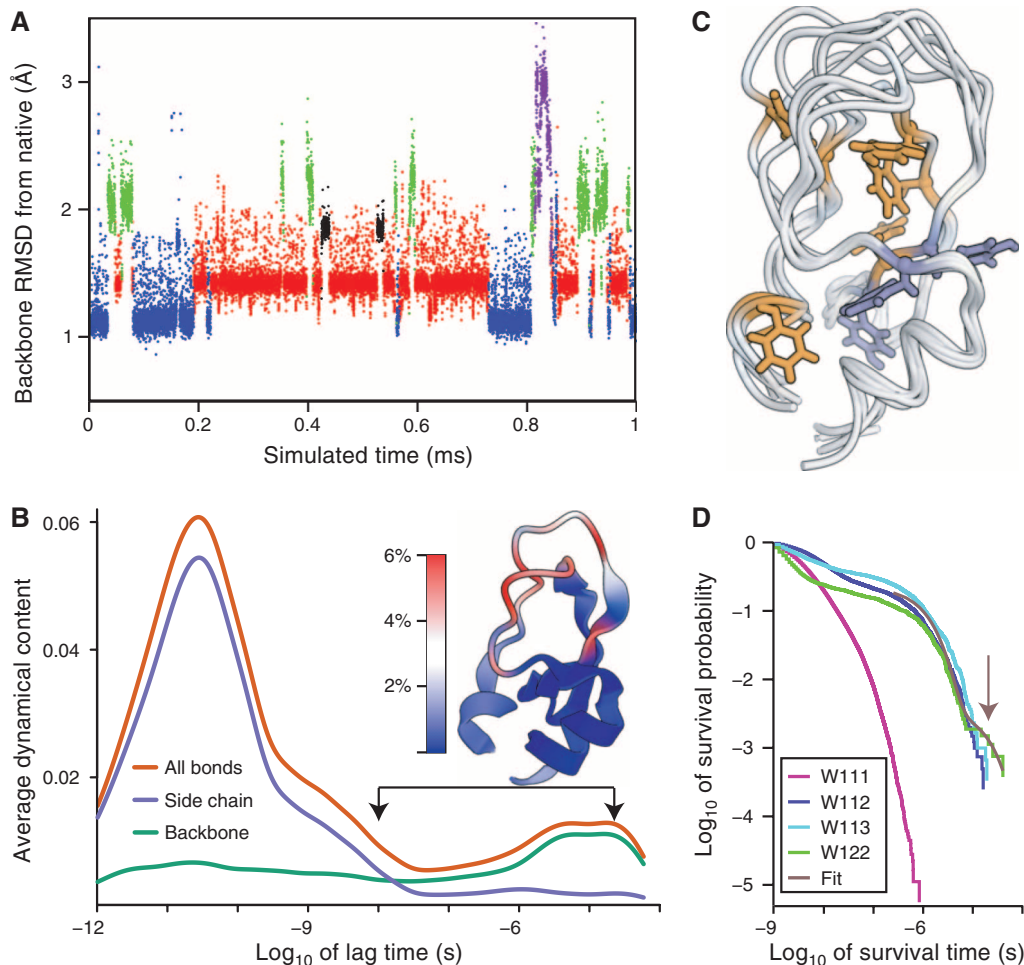 A
Backbone RMSD from native (Å)
3
2
1
0
0.2
0.4
0.6
0.8
1
Simulated time (ms)
B
Average dynamical content
0.06
0.04
0.02
6%
4%
2%
All bonds
Side chain
Backbone
−12
−9
−6
Log10 of lag time (s)
C
D
Log10 of survival probability
0
−1
−2
−3
−4
−5
W111
W112
W113
W122
Fit
−9
−6
Log10 of survival time (s)